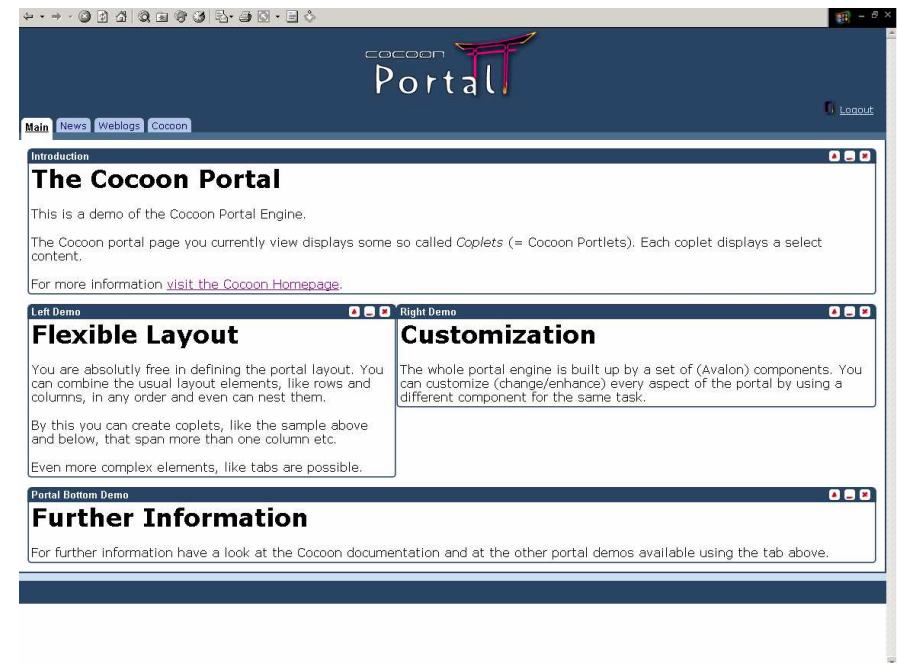 cocoon
Portal
Logout
Main News Weblogs Cocoon
Introduction
The Cocoon Portal
This is a demo of the Cocoon Portal Engine.
The Cocoon portal page you currently view displays some so called Coplets (= Cocoon Portlets). Each coplet displays a select
content.
For more information visit the Cocoon Homepage.
Left Demo
Flexible Layout
You are absolutly free in defining the portal layout. You
can combine the usual layout elements, like rows and
columns, in any order and even can nest them.
By this you can create coplets, like the sample above
and below, that span more than one column etc.
Even more complex elements, like tabs are possible.
Right Demo
Customization
The whole portal engine is built up by a set of (Avalon) components. You
can customize (change/enhance) every aspect of the portal by using a
different component for the same task.
Portal Bottom Demo
Further Information
For further information have a look at the Cocoon documentation and at the other portal demos available using the tab above.